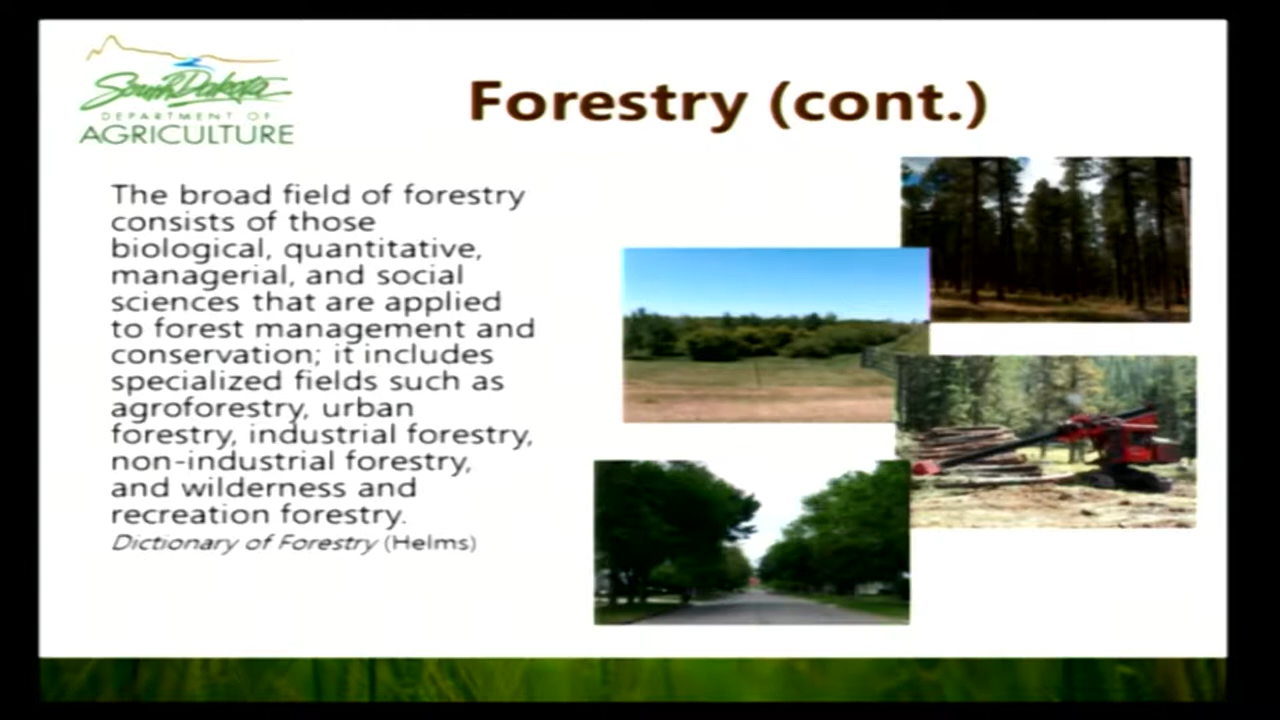 South Dakota
DEPARTMENT OF
AGRICULTURE
Forestry (cont.)
The broad field of forestry
consists of those
biological, quantitative,
managerial, and social
sciences that are applied
to forest management and
conservation; it includes
specialized fields such as
agroforestry, urban
forestry, industrial forestry,
non-industrial forestry,
and wilderness and
recreation forestry.
Dictionary of Forestry (Helms)